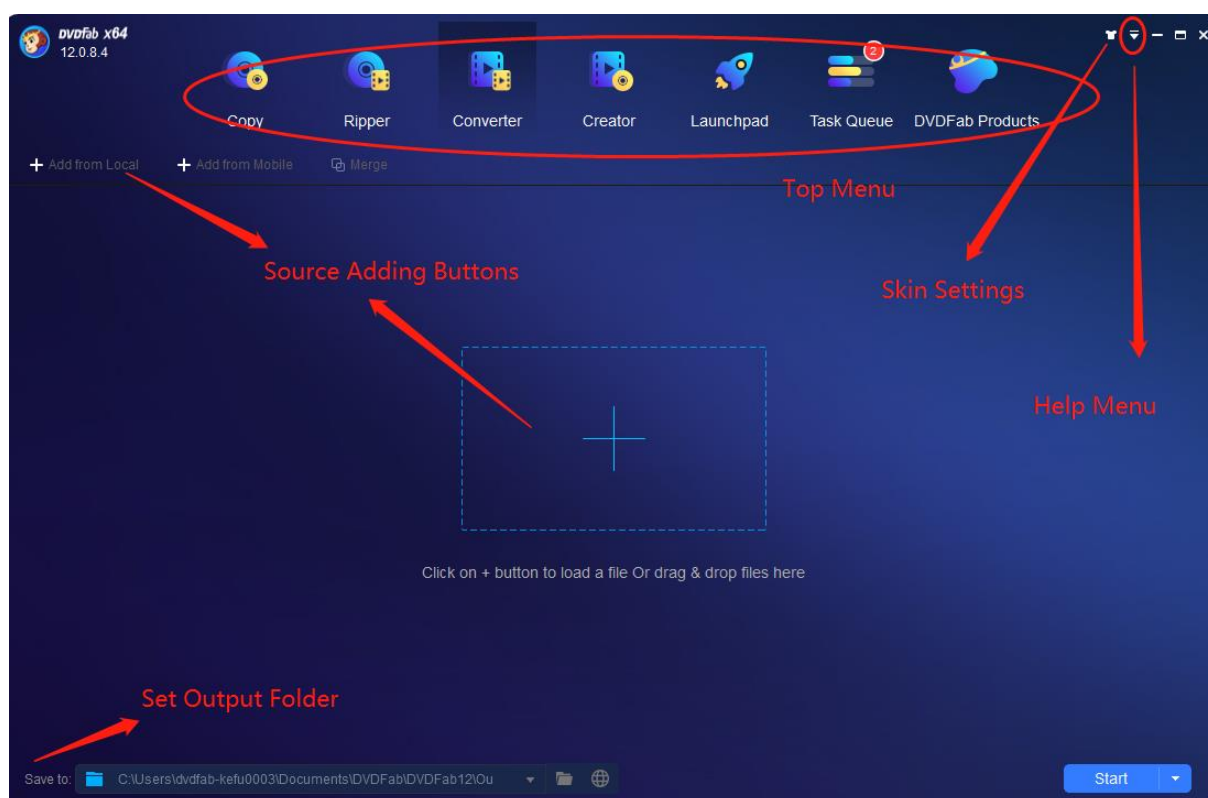 DVDFab x64
12.0.8.4
2
Copy Ripper Converter Creator Launchpad Task Queue DVDFab Products
Add from Local Add from Mobile Merge
Top Menu
Source Adding Buttons
Skin Settings
Help Menu
Click on + button to load a file Or drag & drop files here
Set Output Folder
Save to: C:\Users\dvdfab-kefu0003\Documents\DVDFab\DVDFab12\Ou Start